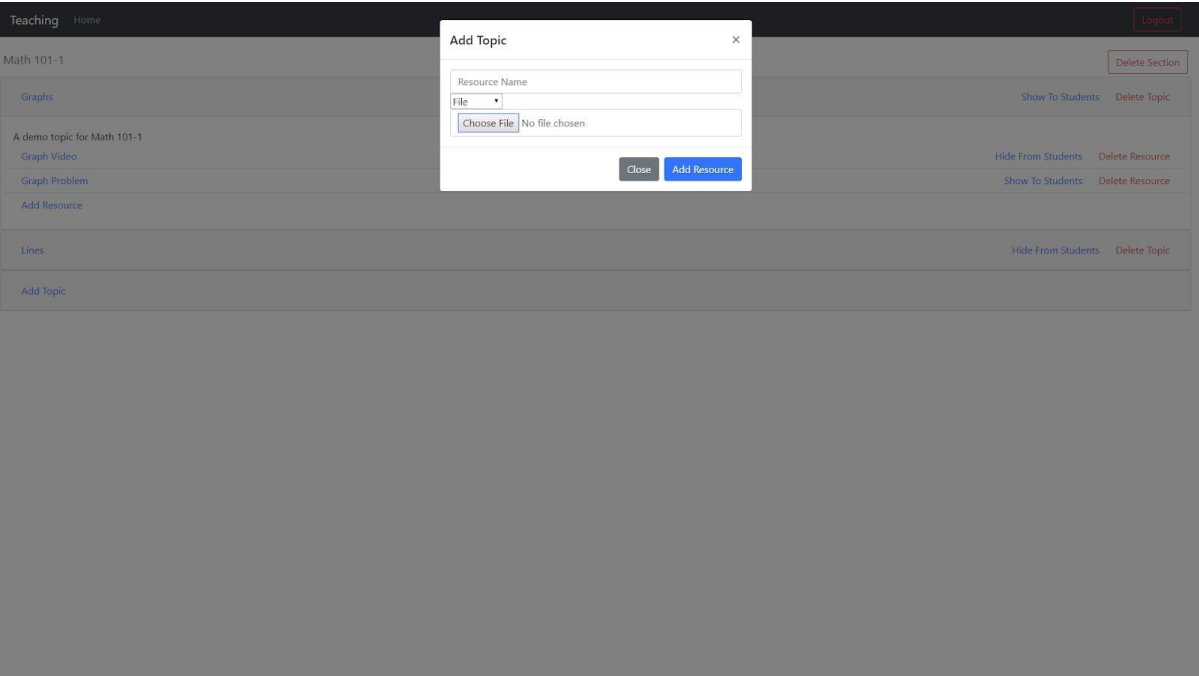 Teaching Home Logout
Add Topic ×
Math 101-1 Delete Section
Resource Name
Graphs Show To Students Delete Topic
File
Choose File No file chosen
A demo topic for Math 101-1
Graph Video Hide From Students Delete Resource
Close Add Resource
Graph Problem Show To Students Delete Resource
Add Resource
Lines Hide From Students Delete Topic
Add Topic